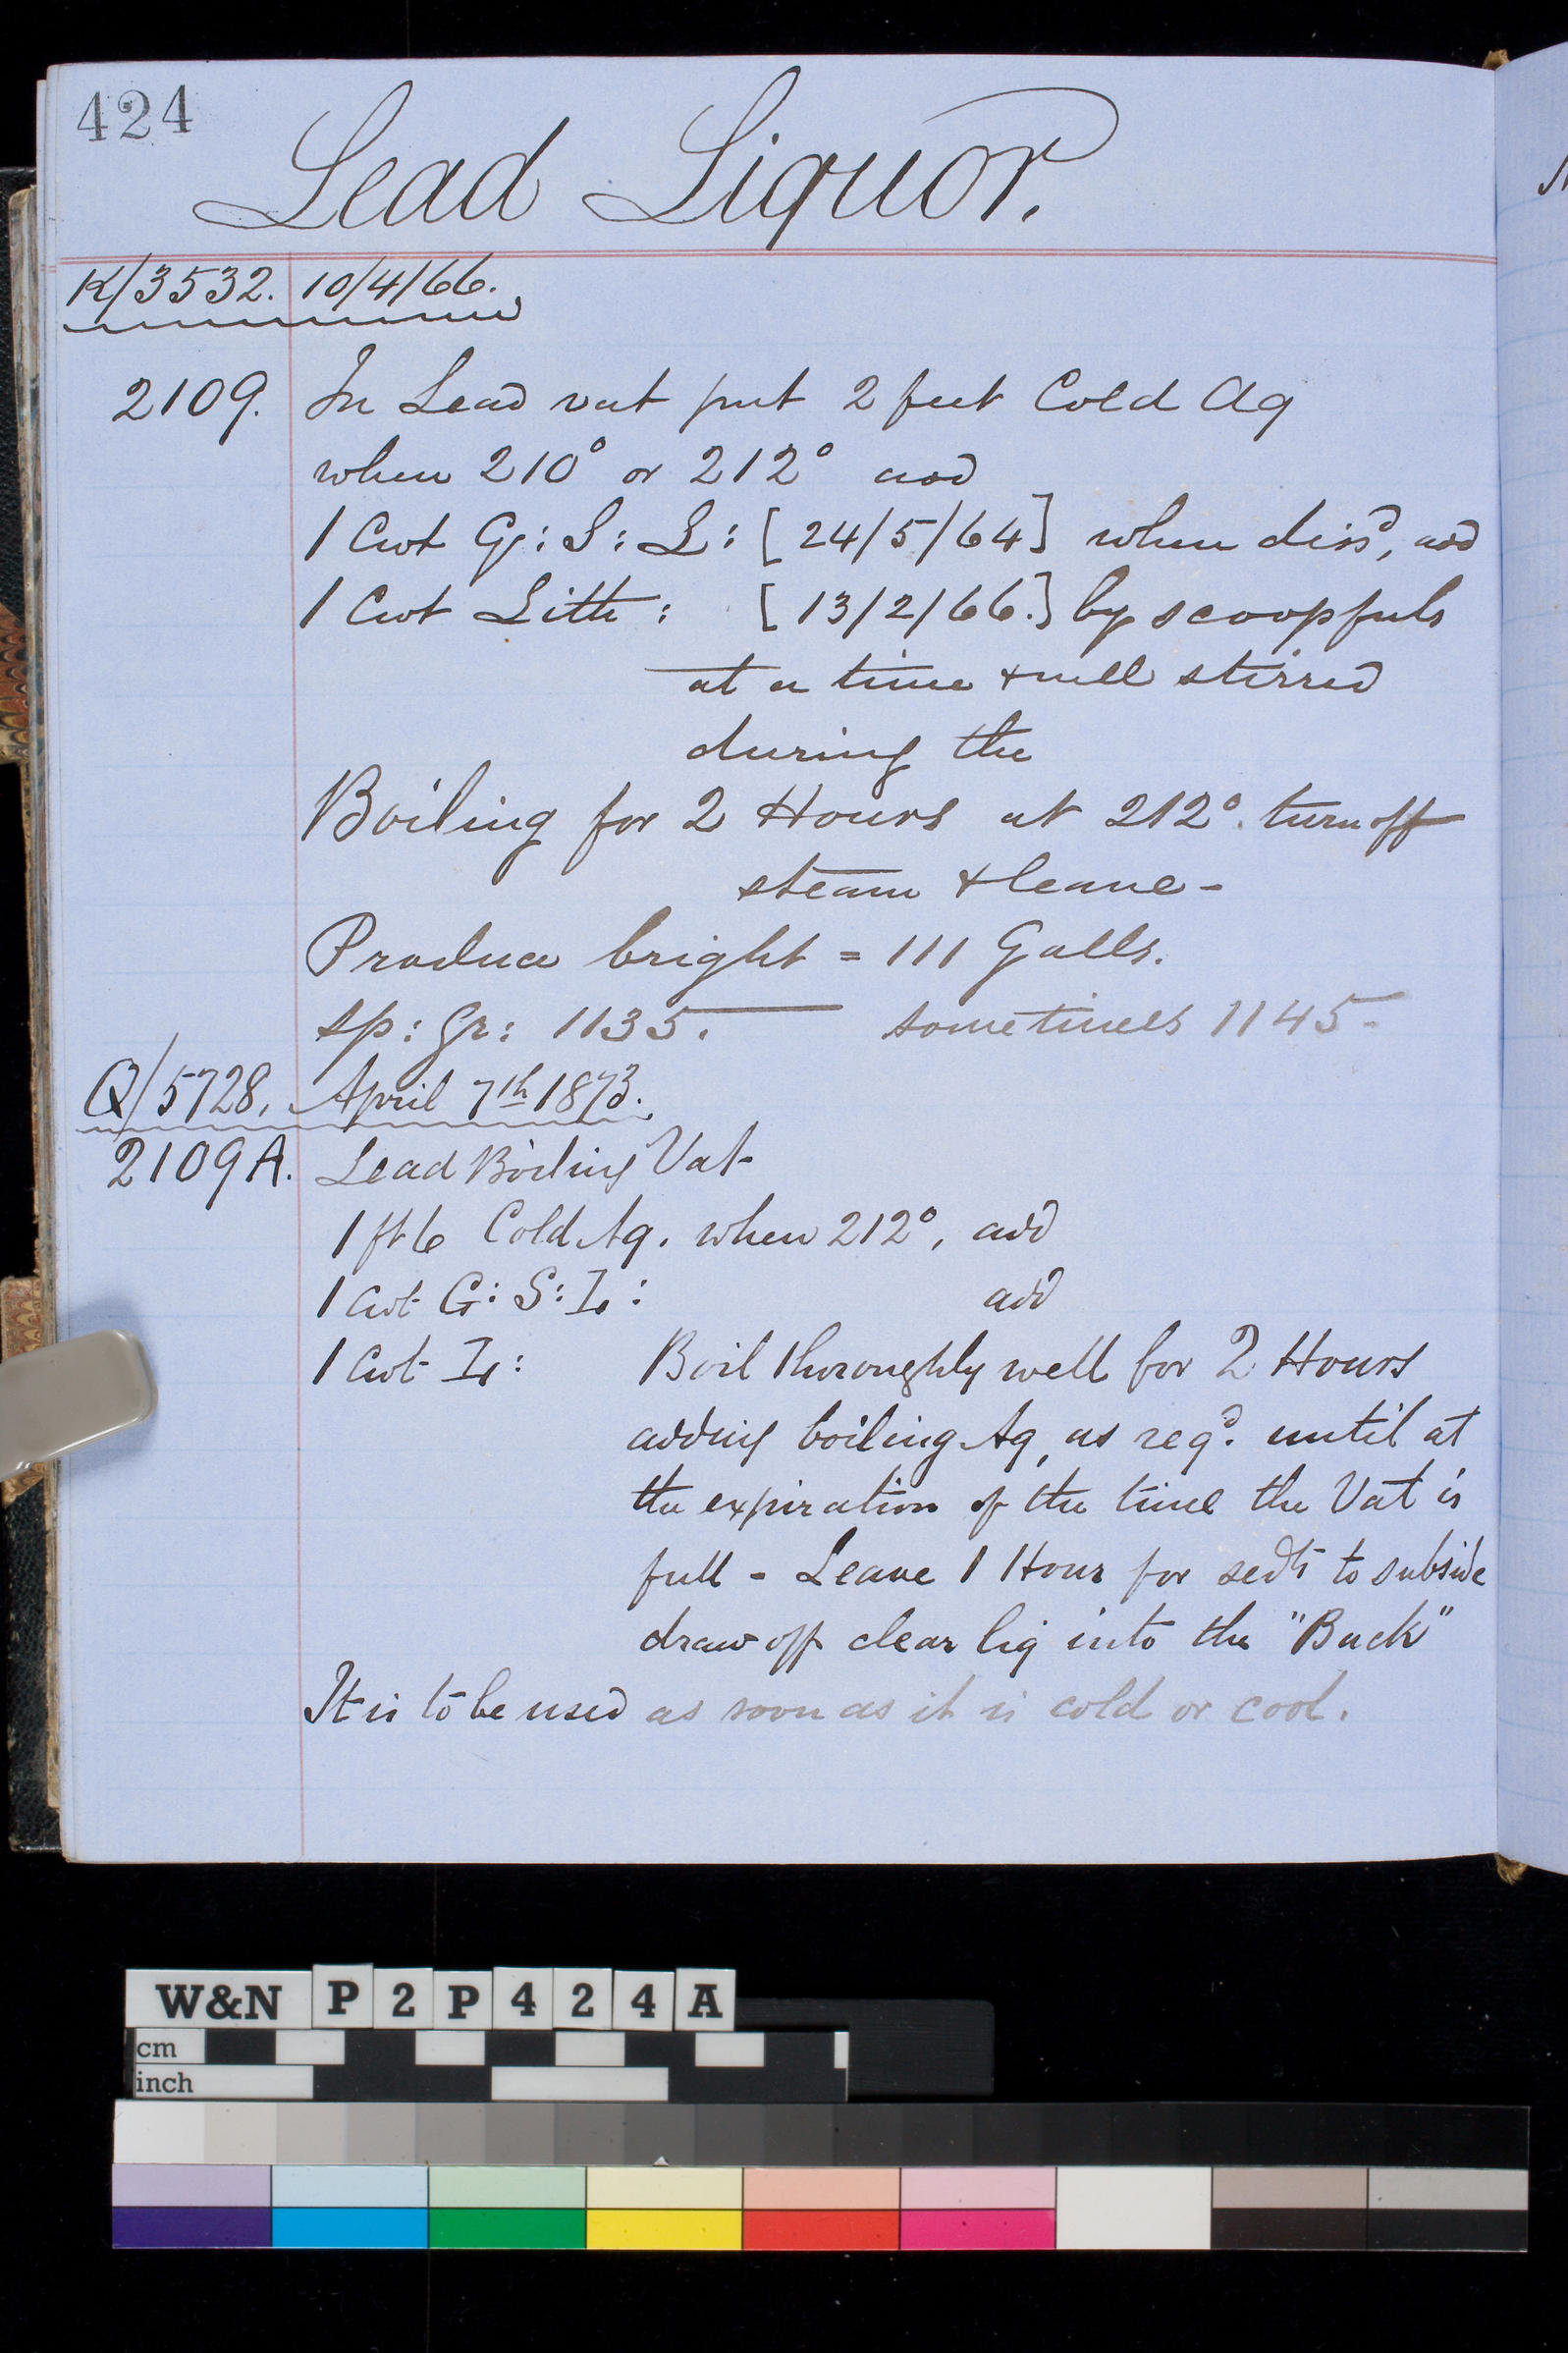 424
Lead Liquor.
K/3532. 10/4/66.
2109. In Lead vat put 2 feet Cold Aq
when 210° or 212° add
1 Cwt G: S: L: [24/5/64] when dissd, add
1 Cwt Lith: [13/2/66.] by scoopfuls
at a time & well stirred
during the
Boiling for 2 Hours at 212°. turn off
steam & leave -
Produce bright = 111 Galls.
sp: gr: 1135. sometimes 1145-
Q/5728. April 7th 1873.
2109A. Lead Boiling Vat
1 ft 6 Cold Aq. when 212°, add
1 Cwt G: S: L: add
1 Cwt L: Boil thoroughly well for 2 Hours
adding boiling Aq, as reqd. until at
the expiration of the time the Vat is
full - Leave 1 Hour for sedt to subside
draw off clear liq into the "Back"
It is to be used as soon as it is cold or cool.
W&N P2P424A
cm
inch